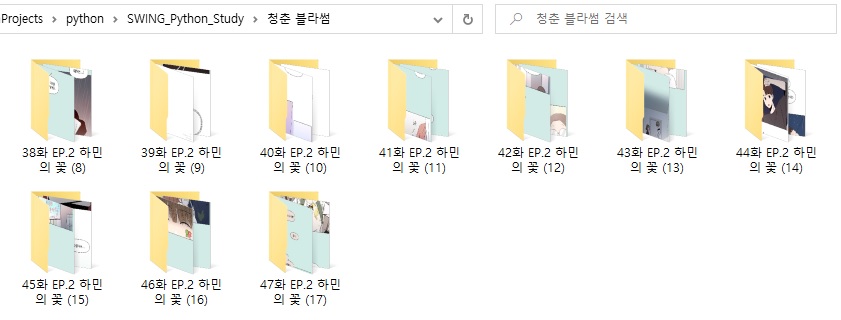 Projects > python > SWING_Python_Study > 청춘 블라썸
청춘 블라썸 검색
38화 EP.2 하민
의 꽃 (8)
39화 EP.2 하민
의 꽃 (9)
40화 EP.2 하민
의 꽃 (10)
41화 EP.2 하민
의 꽃 (11)
42화 EP.2 하민
의 꽃 (12)
43화 EP.2 하민
의 꽃 (13)
44화 EP.2 하민
의 꽃 (14)
45화 EP.2 하민
의 꽃 (15)
46화 EP.2 하민
의 꽃 (16)
47화 EP.2 하민
의 꽃 (17)